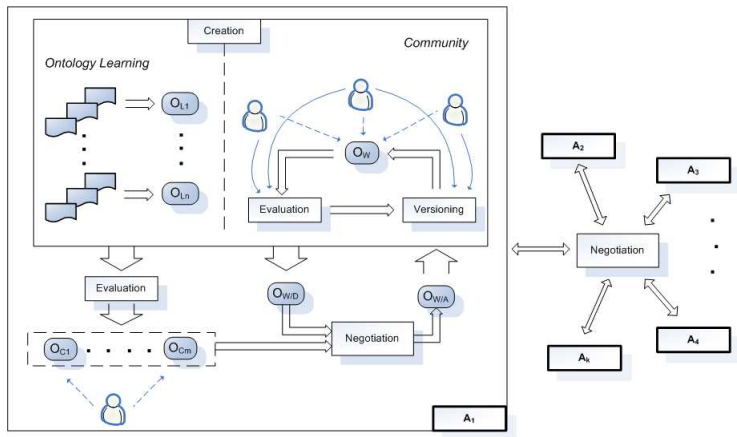 Creation
Ontology Learning
Community
OL1
OLn
OW
Evaluation
Versioning
Evaluation
OW/D
OW/A
Negotiation
OC1
OCm
A1
A2
A3
Negotiation
Ak
A4